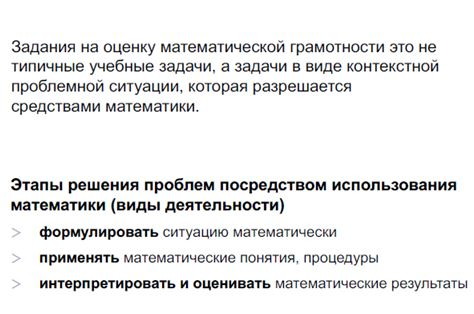 Задания на оценку математической грамотности это не
типичные учебные задачи, а задачи в виде контекстной
проблемной ситуации, которая разрешается
средствами математики.
Этапы решения проблем посредством использования
математики (виды деятельности)
> формулировать ситуацию математически
> применять математические понятия, процедуры
> интерпретировать и оценивать математические результаты